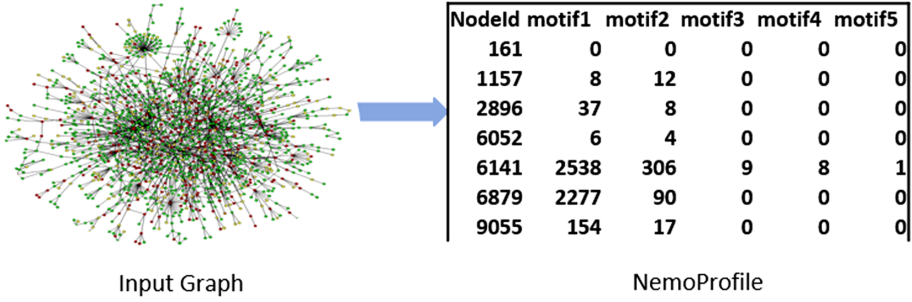 NodeId motif1 motif2 motif3 motif4 motif5
161 0 0 0 0 0
1157 8 12 0 0 0
2896 37 8 0 0 0
6052 6 4 0 0 0
6141 2538 306 9 8 1
6879 2277 90 0 0 0
9055 154 17 0 0 0
Input Graph
NemoProfile